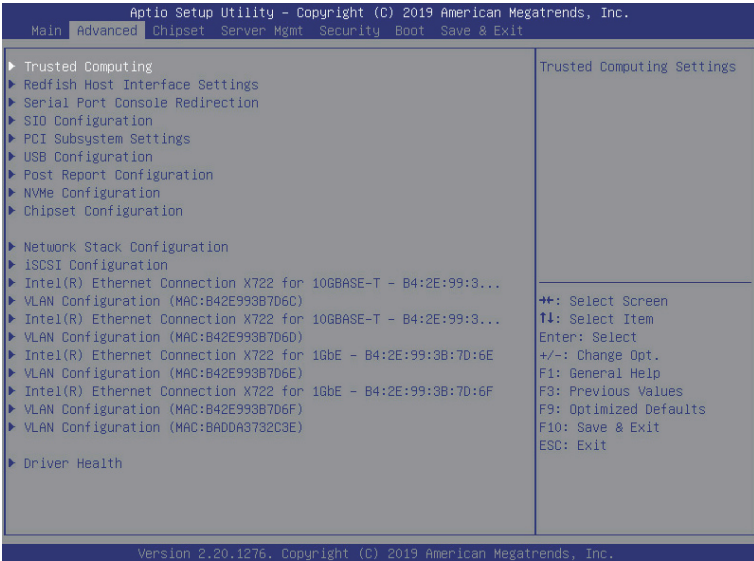 Aptio Setup Utility – Copyright (C) 2019 American Megatrends, Inc.
Main Advanced Chipset Server Mgmt Security Boot Save & Exit
Trusted Computing
Redfish Host Interface Settings
Serial Port Console Redirection
SIO Configuration
PCI Subsystem Settings
USB Configuration
Post Report Configuration
NVMe Configuration
Chipset Configuration
Network Stack Configuration
iSCSI Configuration
Intel(R) Ethernet Connection X722 for 10GBASE-T – B4:2E:99:3...
VLAN Configuration (MAC:B42E993B7D6C)
Intel(R) Ethernet Connection X722 for 10GBASE-T – B4:2E:99:3...
VLAN Configuration (MAC:B42E993B7D6D)
Intel(R) Ethernet Connection X722 for 1GbE – B4:2E:99:3B:7D:6E
VLAN Configuration (MAC:B42E993B7D6E)
Intel(R) Ethernet Connection X722 for 1GbE – B4:2E:99:3B:7D:6F
VLAN Configuration (MAC:B42E993B7D6F)
VLAN Configuration (MAC:BADDA3732C3E)
Driver Health
Trusted Computing Settings
→←: Select Screen
↑↓: Select Item
Enter: Select
+/-: Change Opt.
F1: General Help
F3: Previous Values
F9: Optimized Defaults
F10: Save & Exit
ESC: Exit
Version 2.20.1276. Copyright (C) 2019 American Megatrends, Inc.